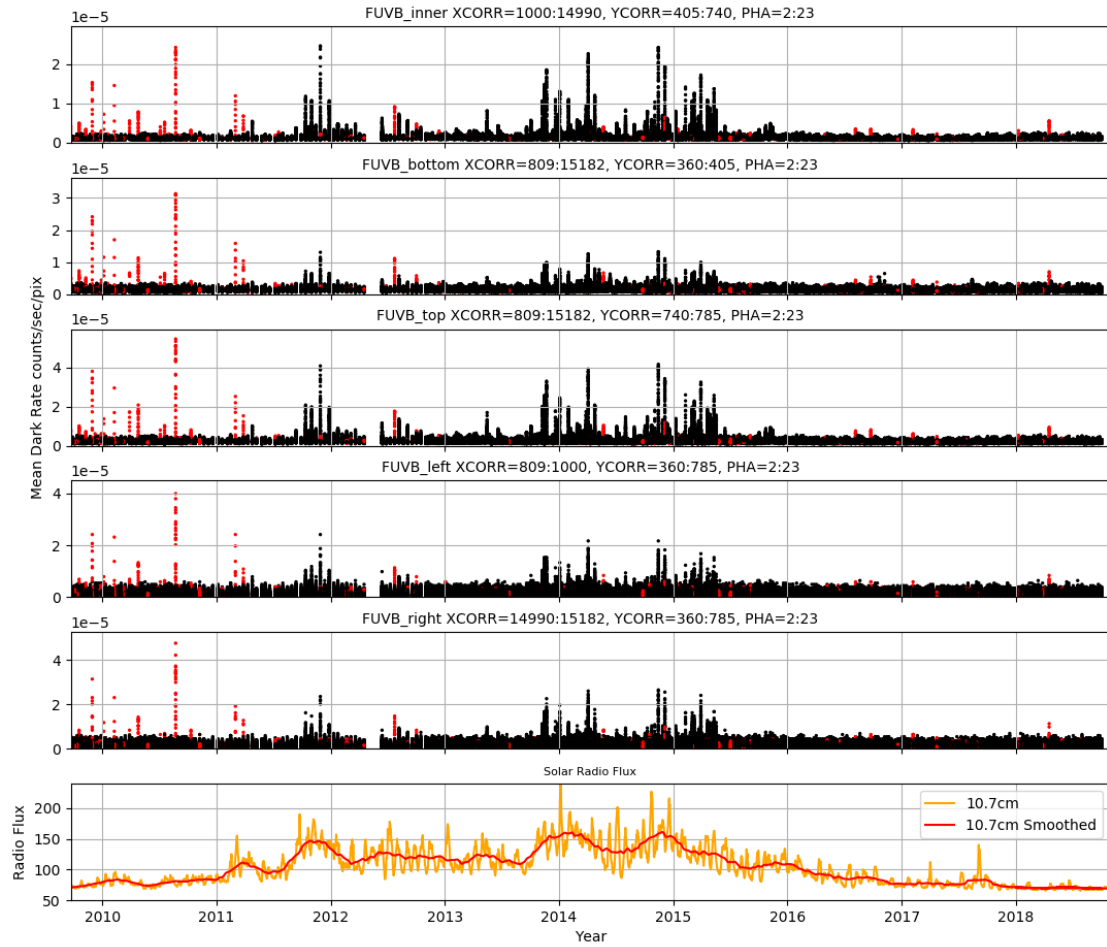 1e-5
FUVB_inner XCORR=1000:14990, YCORR=405:740, PHA=2:23
2
1
0
1e-5
FUVB_bottom XCORR=809:15182, YCORR=360:405, PHA=2:23
3
2
1
0
1e-5
FUVB_top XCORR=809:15182, YCORR=740:785, PHA=2:23
4
2
0
Mean Dark Rate counts/sec/pix
1e-5
FUVB_left XCORR=809:1000, YCORR=360:785, PHA=2:23
4
2
0
1e-5
FUVB_right XCORR=14990:15182, YCORR=360:785, PHA=2:23
4
2
0
Solar Radio Flux
200
150
100
50
Radio Flux
10.7cm
10.7cm Smoothed
2010 2011 2012 2013 2014 2015 2016 2017 2018
Year